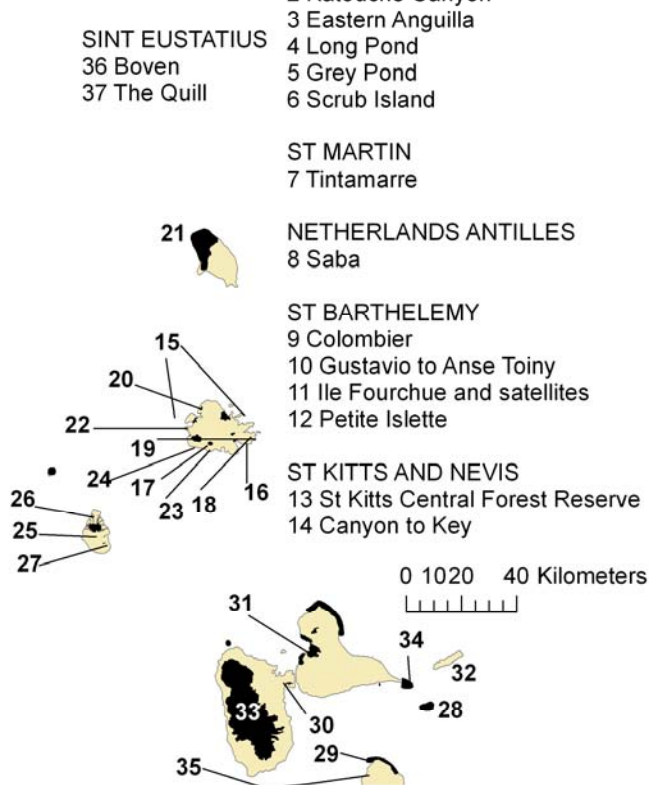 2 Katouche Canyon
3 Eastern Anguilla
4 Long Pond
5 Grey Pond
6 Scrub Island
SINT EUSTATIUS
36 Boven
37 The Quill
ST MARTIN
7 Tintamarre
NETHERLANDS ANTILLES
8 Saba
ST BARTHELEMY
9 Colombier
10 Gustavio to Anse Toiny
11 Ile Fourchue and satellites
12 Petite Islette
ST KITTS AND NEVIS
13 St Kitts Central Forest Reserve
14 Canyon to Key
21
15
20
22
19
24
17
23
18
16
26
25
27
0 1020 40 Kilometers
31
34
32
33
28
30
29
35